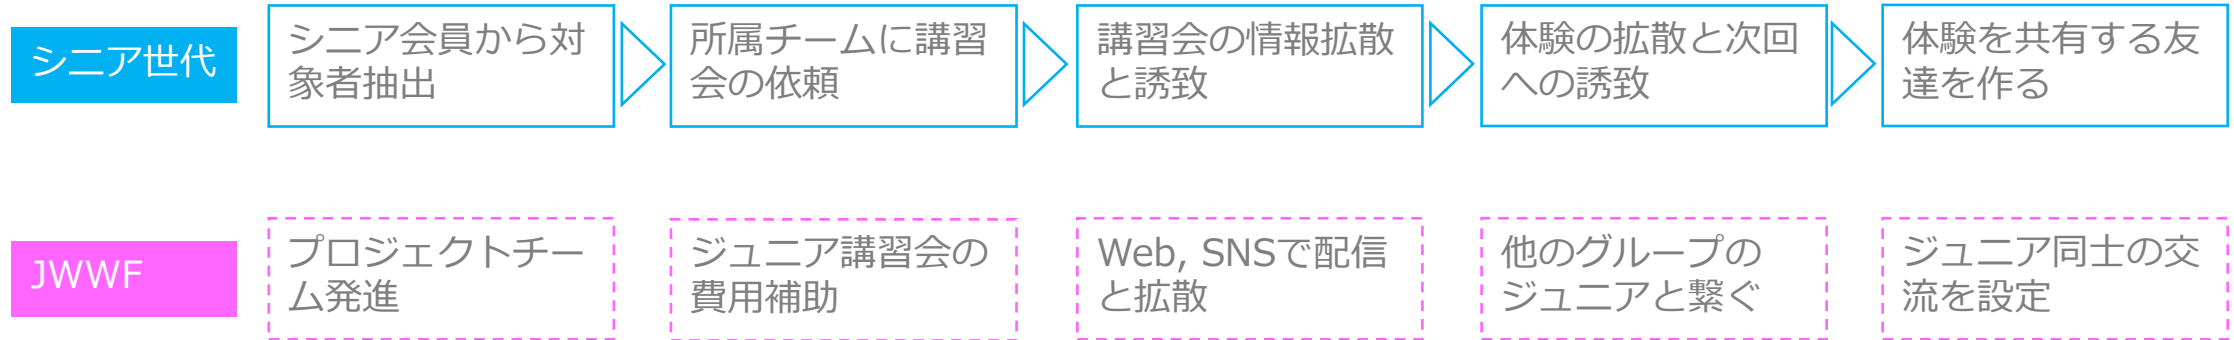 シニア世代
シニア会員から対
象者抽出
所属チームに講習
会の依頼
講習会の情報拡散
と誘致
体験の拡散と次回
への誘致
体験を共有する友
達を作る
JWWF
プロジェクトチー
ム発進
ジュニア講習会の
費用補助
Web, SNSで配信
と拡散
他のグループの
ジュニアと繋ぐ
ジュニア同士の交
流を設定